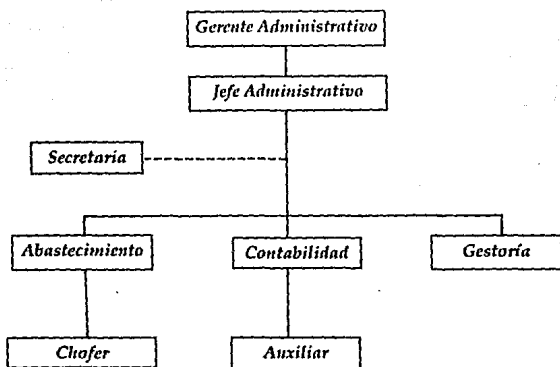 Gerente Administrativo
Jefe Administrativo
Secretaria
Abastecimiento
Contabilidad
Gestoría
Chofer
Auxiliar